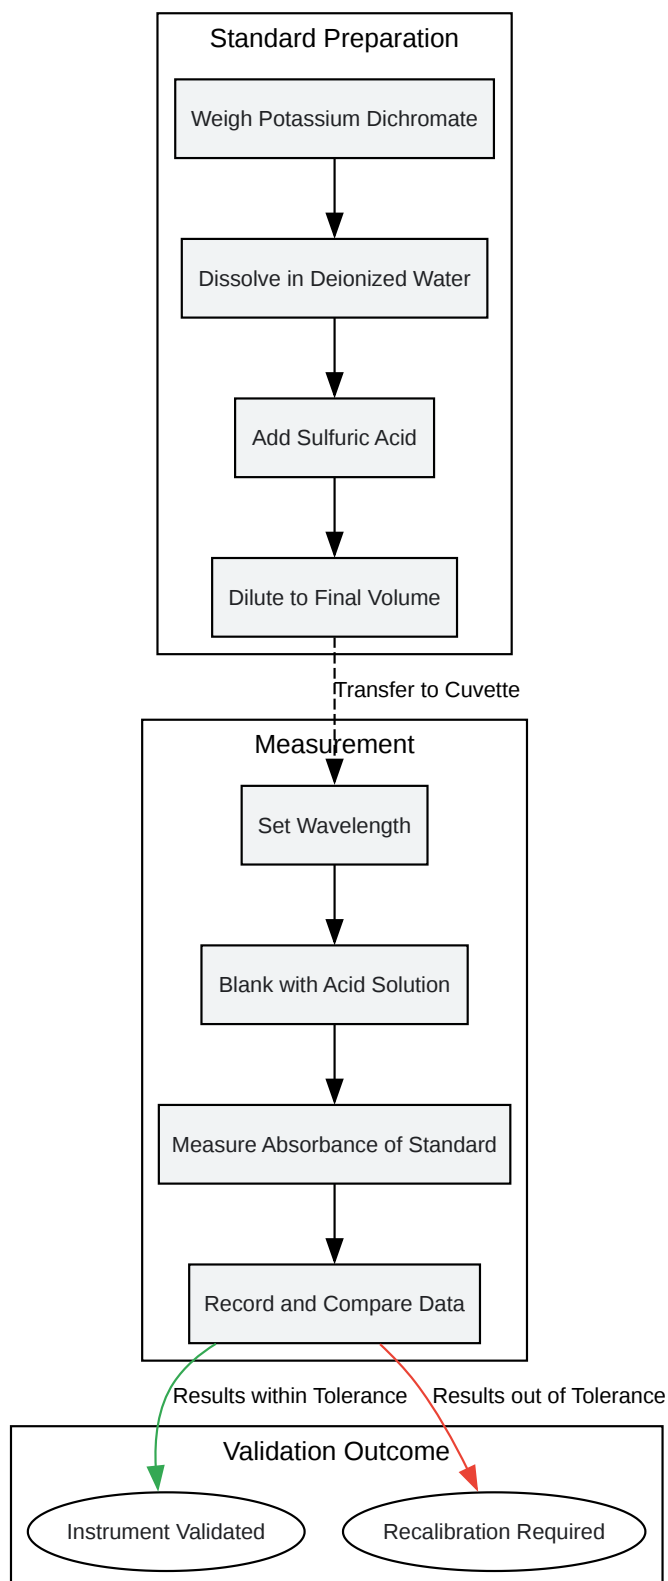 Standard Preparation
Weigh Potassium Dichromate
Dissolve in Deionized Water
Add Sulfuric Acid
Dilute to Final Volume
Transfer to Cuvette
Measurement
Set Wavelength
Blank with Acid Solution
Measure Absorbance of Standard
Record and Compare Data
Results within Tolerance
Results out of Tolerance
Validation Outcome
Instrument Validated
Recalibration Required